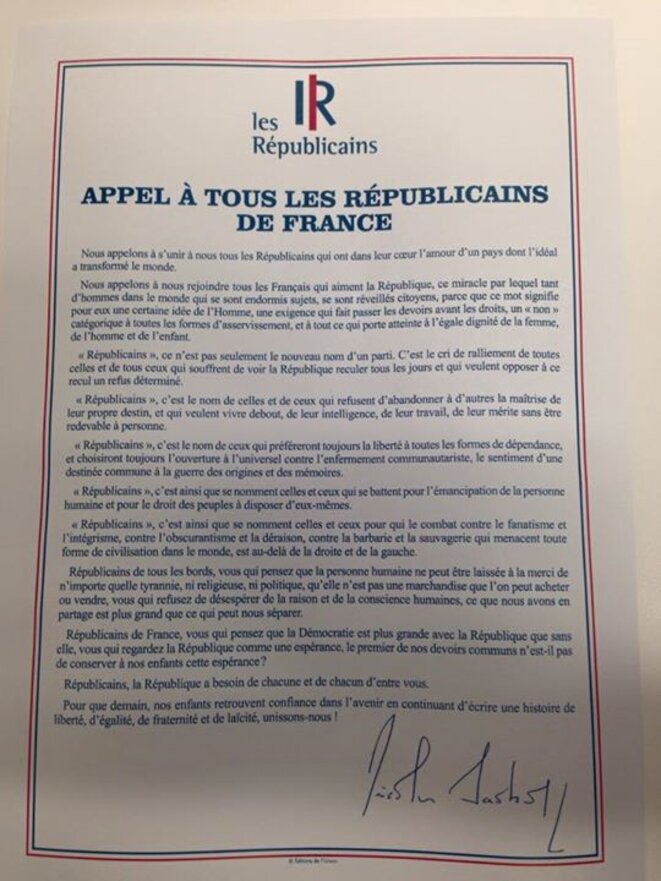 les
Républicains
APPEL À TOUS LES RÉPUBLICAINS
DE FRANCE
Nous appelons à s'unir à nous tous les Républicains qui ont dans leur cœur l'amour d'un pays dont l'idéal
a transformé le monde.
Nous appelons à nous rejoindre tous les Français qui aiment la République, ce miracle par lequel tant
d'hommes dans le monde qui se sont endormis sujets, se sont réveillés citoyens, parce que ce mot signifie
pour eux une certaine idée de l'Homme, une exigence qui fait passer les devoirs avant les droits, un « non »
catégorique à toutes les formes d'asservissement, et à tout ce qui porte atteinte à l'égale dignité de la femme,
de l'homme et de l'enfant.
« Républicains », ce n'est pas seulement le nouveau nom d'un parti. C'est le cri de ralliement de toutes
celles et de tous ceux qui souffrent de voir la République reculer tous les jours et qui veulent opposer à ce
recul un refus déterminé.
« Républicains », c'est le nom de celles et de ceux qui refusent d'abandonner à d'autres la maîtrise de
leur propre destin, et qui veulent vivre debout, de leur intelligence, de leur travail, de leur mérite sans être
redevable à personne.
« Républicains », c'est le nom de ceux qui préféreront toujours la liberté à toutes les formes de dépendance,
et choisiront toujours l'ouverture à l'universel contre l'enfermement communautariste, le sentiment d'une
destinée commune à la guerre des origines et des mémoires.
« Républicains », c'est ainsi que se nomment celles et ceux qui se battent pour l'émancipation de la personne
humaine et pour le droit des peuples à disposer d'eux-mêmes.
« Républicains », c'est ainsi que se nomment celles et ceux pour qui le combat contre le fanatisme et
l'intégrisme, contre l'obscurantisme et la déraison, contre la barbarie et la sauvagerie qui menacent toute
forme de civilisation dans le monde, est au-delà de la droite et de la gauche.
Républicains de tous les bords, vous qui pensez que la personne humaine ne peut être laissée à la merci de
n'importe quelle tyrannie, ni religieuse, ni politique, qu'elle n'est pas une marchandise que l'on peut acheter
ou vendre, vous qui refusez de désespérer de la raison et de la conscience humaines, ce que nous avons en
partage est plus grand que ce qui peut nous séparer.
Républicains de France, vous qui pensez que la Démocratie est plus grande avec la République que sans
elle, vous qui regardez la République comme une espérance, le premier de nos devoirs communs n'est-il pas
de conserver à nos enfants cette espérance ?
Républicains, la République a besoin de chacune et de chacun d'entre vous.
Pour que demain, nos enfants retrouvent confiance dans l'avenir en continuant d'écrire une histoire de
liberté, d'égalité, de fraternité et de laïcité, unissons-nous !
Nicolas Sarkozy
© Éditions de l'Union